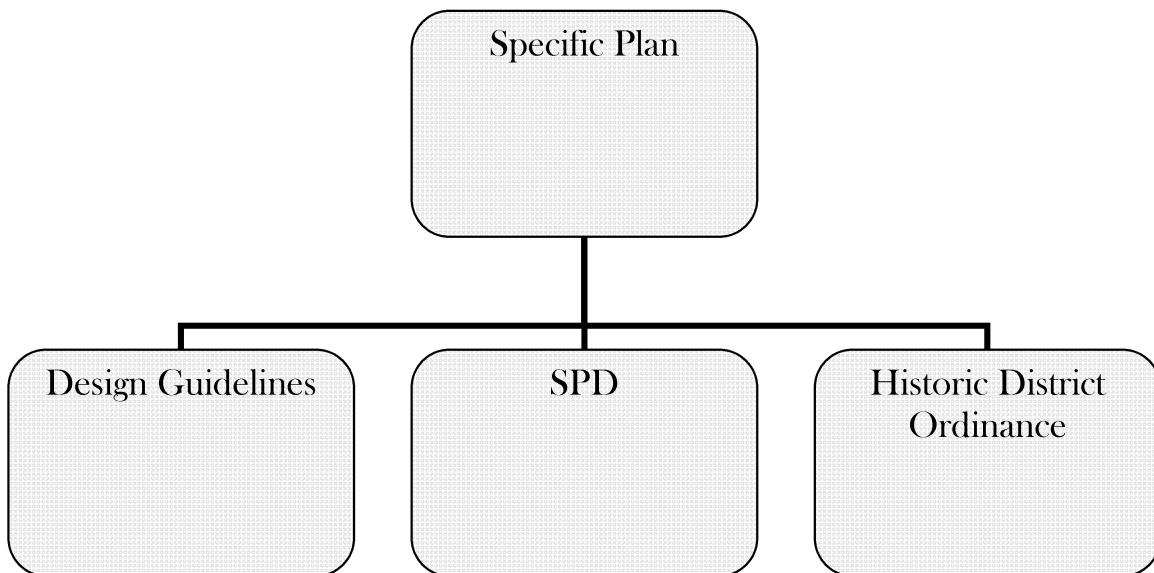 Specific Plan
Design Guidelines
SPD
Historic District
Ordinance